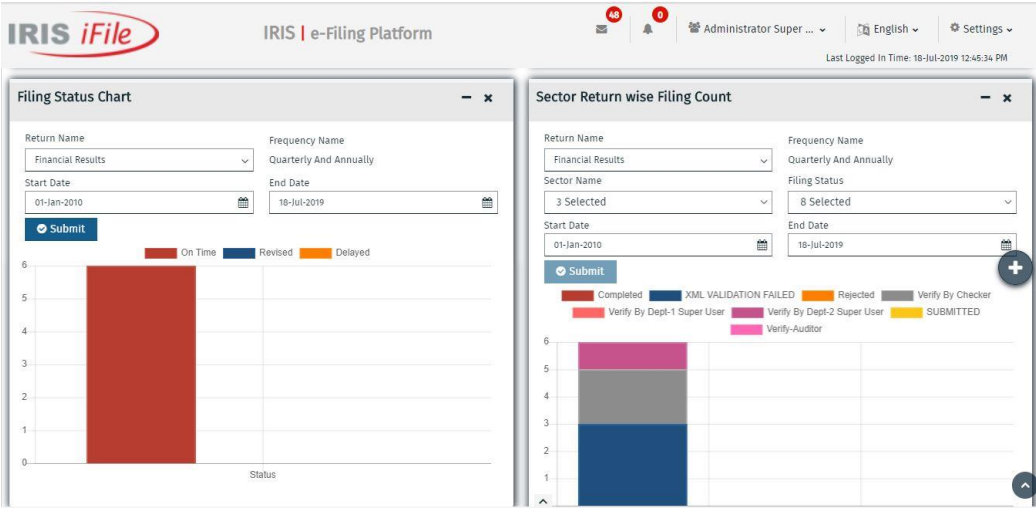 IRIS iFile
IRIS | e-Filing Platform
48
0
Administrator Super ...
English
Settings
Last Logged In Time: 18-Jul-2019 12:45:34 PM
Filing Status Chart
Return Name
Frequency Name
Financial Results
Quarterly And Annually
Start Date
End Date
01-Jan-2010
18-Jul-2019
Submit
On Time
Revised
Delayed
6
5
4
3
2
1
0
Status
Sector Return wise Filing Count
Return Name
Frequency Name
Financial Results
Quarterly And Annually
Sector Name
Filing Status
3 Selected
8 Selected
Start Date
End Date
01-Jan-2010
18-Jul-2019
Submit
Completed
XML VALIDATION FAILED
Rejected
Verify By Checker
Verify By Dept-1 Super User
Verify By Dept-2 Super User
SUBMITTED
Verify-Auditor
6
5
4
3
2
1